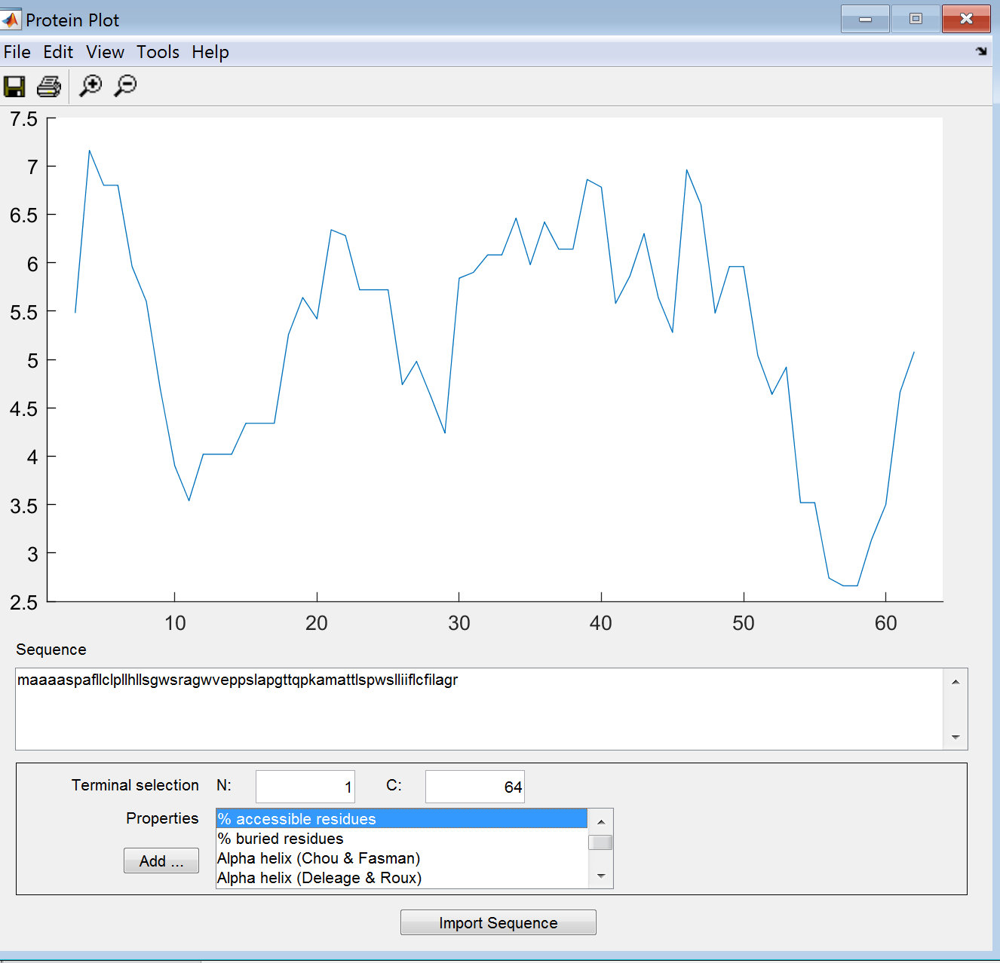 Protein Plot
File Edit View Tools Help
7.5
7
6.5
6
5.5
5
4.5
4
3.5
3
2.5
10 20 30 40 50 60
Sequence
maaaaspafllclpllhllsgwsragwveppslapgttqpkamattlspwslliiflcfilagr
Terminal selection N: 1 C: 64
Properties
% accessible residues
% buried residues
Alpha helix (Chou & Fasman)
Add ...
Alpha helix (Deleage & Roux)
Import Sequence